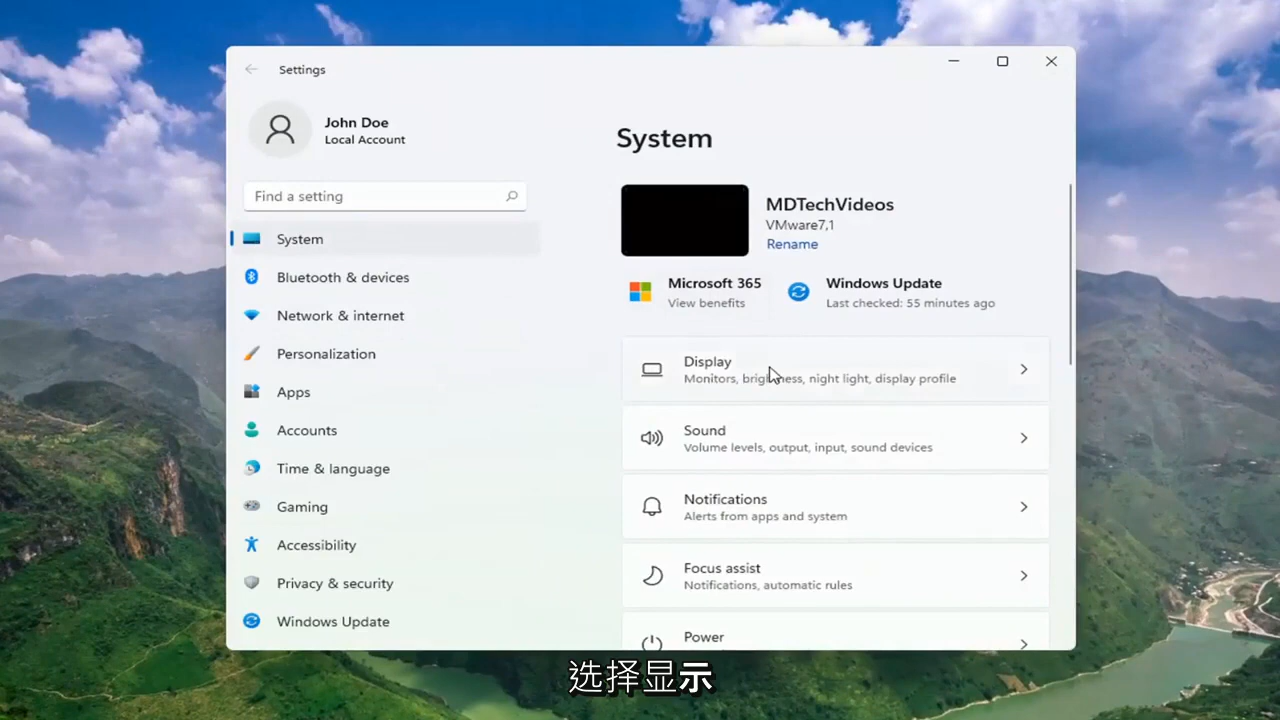 Settings
John Doe
Local Account
Find a setting
System
Bluetooth & devices
Network & internet
Personalization
Apps
Accounts
Time & language
Gaming
Accessibility
Privacy & security
Windows Update
System
MDTechVideos
VMware7,1
Rename
Microsoft 365
View benefits
Windows Update
Last checked: 55 minutes ago
Display
Monitors, brightness, night light, display profile
Sound
Volume levels, output, input, sound devices
Notifications
Alerts from apps and system
Focus assist
Notifications, automatic rules
Power
选择显示